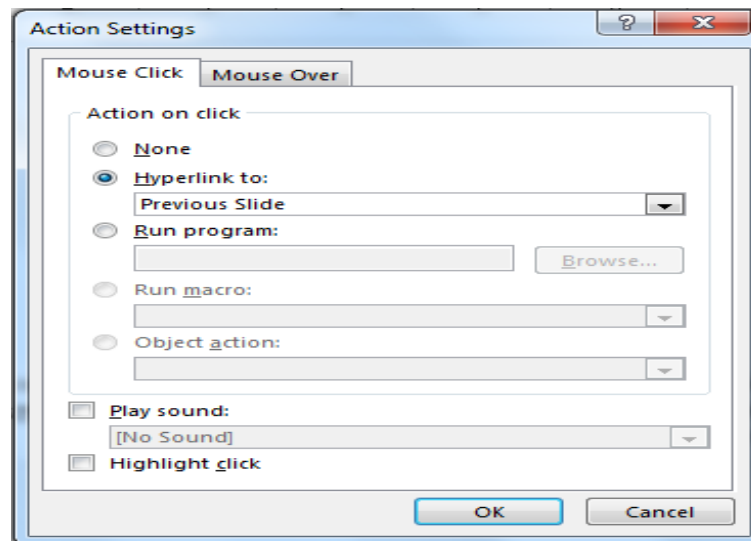 Action Settings
Mouse Click Mouse Over
Action on click
None
Hyperlink to:
Previous Slide
Run program:
Browse...
Run macro:
Object action:
Play sound:
[No Sound]
Highlight click
OK Cancel